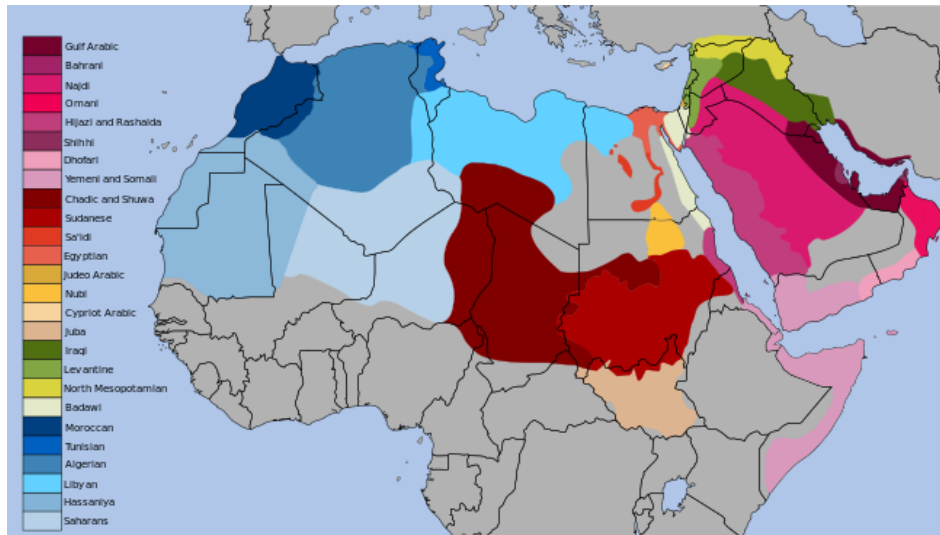 Gulf Arabic
Bahrani
Najdi
Omani
Hijazi and Rashaida
Shihhi
Dhofari
Yemeni and Somali
Chadic and Shuwa
Sudanese
Sa'idi
Egyptian
Judeo Arabic
Nubi
Cypriot Arabic
Juba
Iraqi
Levantine
North Mesopotamian
Badawi
Moroccan
Tunisian
Algerian
Libyan
Hassaniya
Saharans